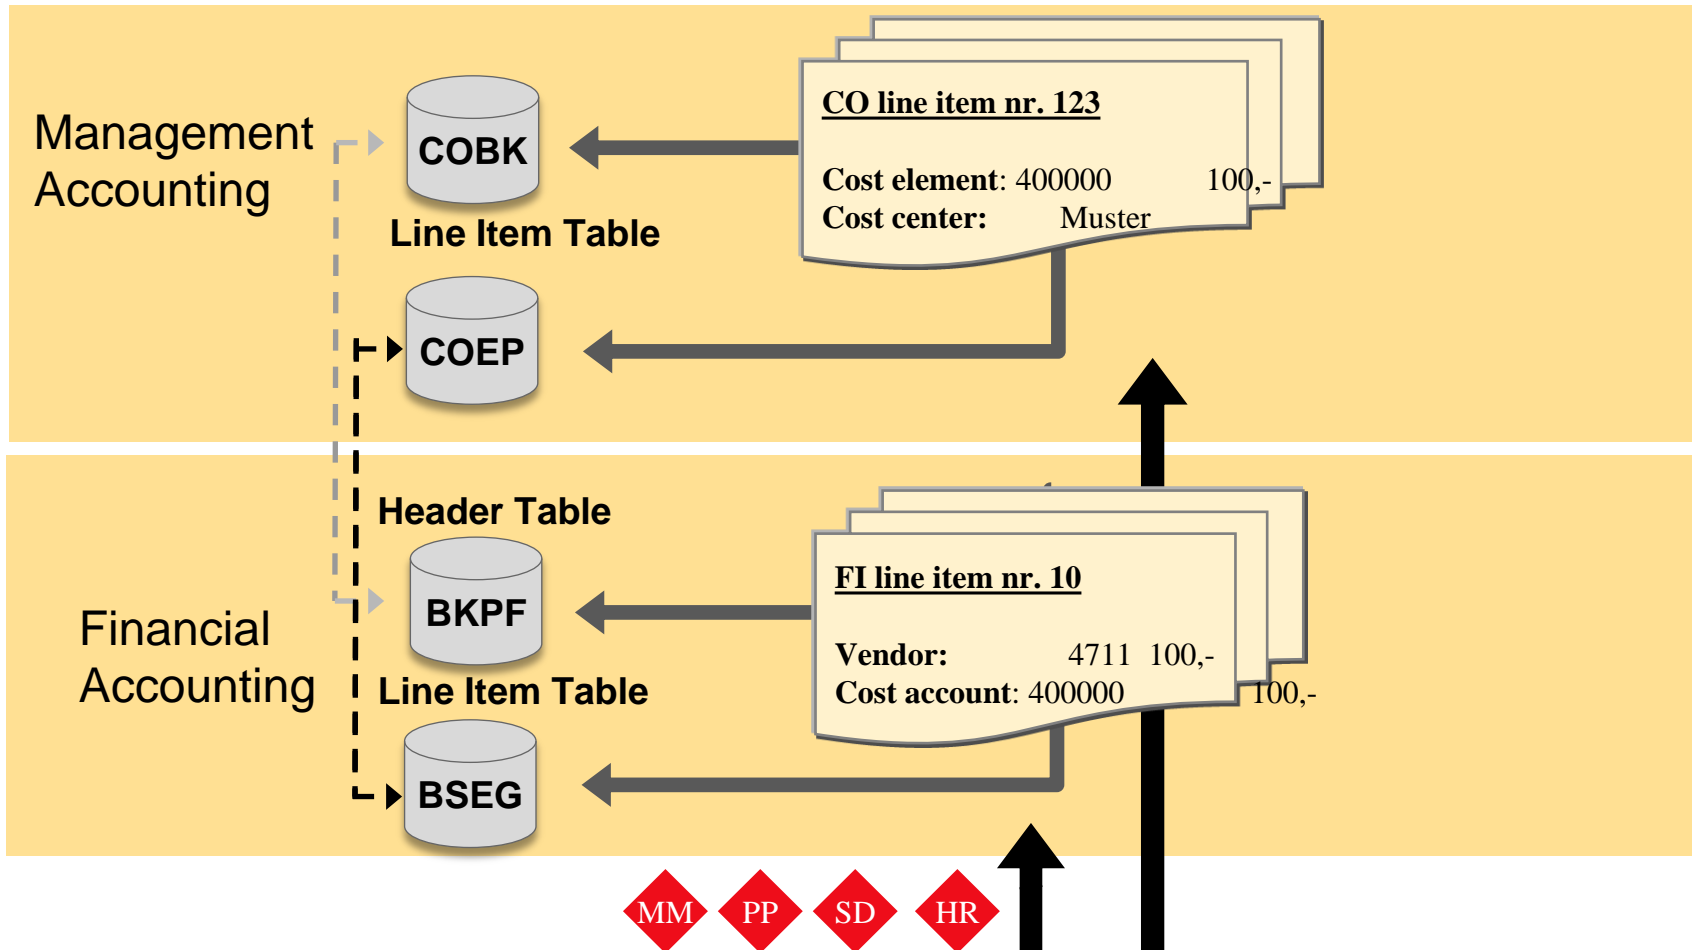 Management
Accounting
COBK
Line Item Table
COEP
CO line item nr. 123
Cost element: 400000 100,-
Cost center: Muster
Financial
Accounting
Header Table
BKPF
Line Item Table
BSEG
FI line item nr. 10
Vendor: 4711 100,-
Cost account: 400000 100,-
MM PP SD HR